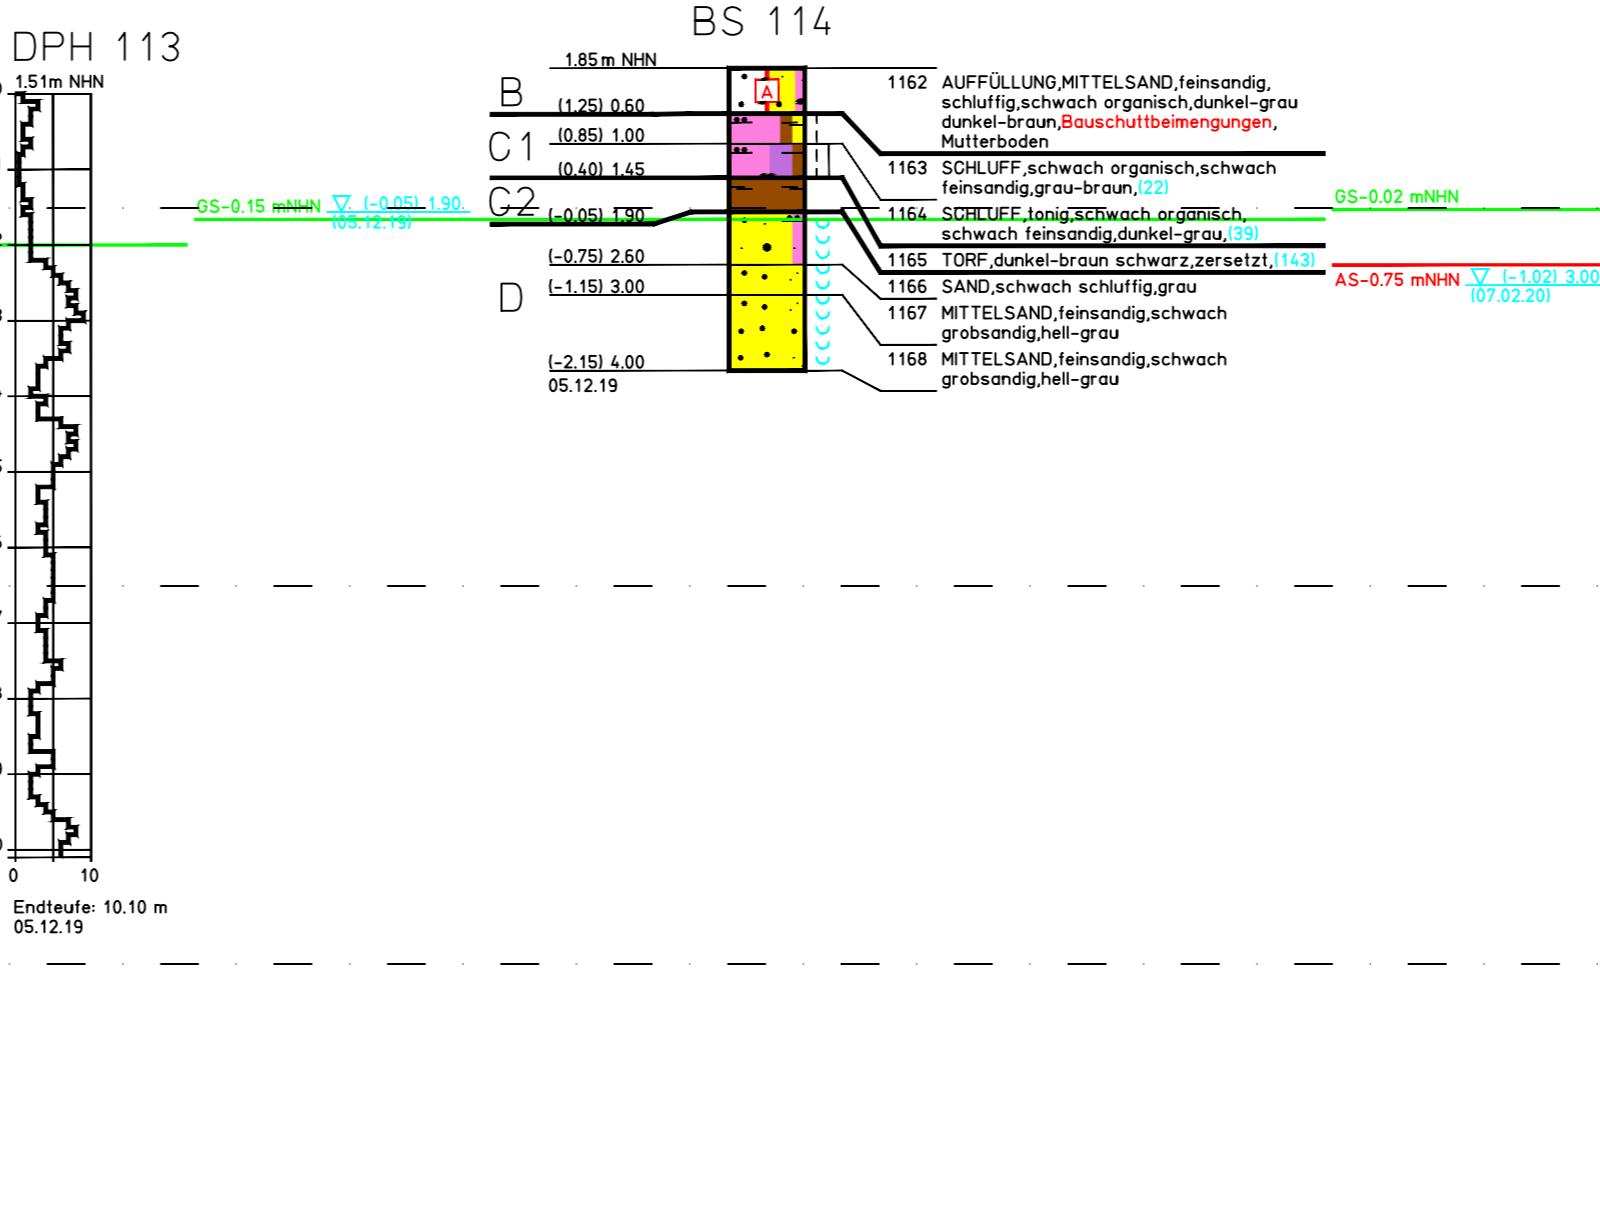 BS 114
DPH 113
1.51m NHN
0
10
Endteufe: 10.10 m
05.12.19
GS-0.15 mNHN
(-0.05) 1.90
(05.12.19)
B
C1
C2
D
1.85m NHN
(1.25) 0.60
(0.85) 1.00
(0.40) 1.45
(-0.05) 1.90
(-0.75) 2.60
(-1.15) 3.00
(-2.15) 4.00
05.12.19
A
1162 AUFFÜLLUNG,MITTELSAND,feinsandig,
schluffig,schwach organisch,dunkel-grau
dunkel-braun,Bauschuttbeimengungen,
Mutterboden
1163 SCHLUFF,schwach organisch,schwach
feinsandig,grau-braun,(22)
1164 SCHLUFF,tonig,schwach organisch,
schwach feinsandig,dunkel-grau,(39)
1165 TORF,dunkel-braun schwarz,zersetzt,(143)
1166 SAND,schwach schluffig,grau
1167 MITTELSAND,feinsandig,schwach
grobsandig,hell-grau
1168 MITTELSAND,feinsandig,schwach
grobsandig,hell-grau
GS-0.02 mNHN
AS-0.75 mNHN
(-1.02) 3.00
(07.02.20)